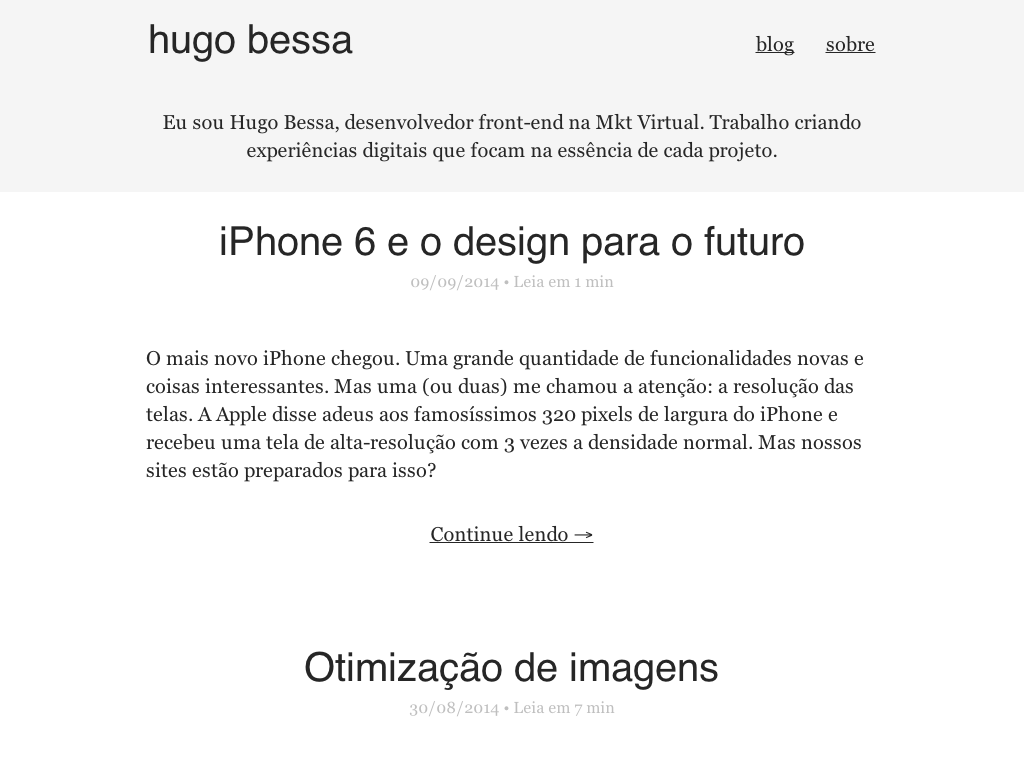 hugo bessa
blog sobre
Eu sou Hugo Bessa, desenvolvedor front-end na Mkt Virtual. Trabalho criando
experiências digitais que focam na essência de cada projeto.
iPhone 6 e o design para o futuro
09/09/2014 • Leia em 1 min
O mais novo iPhone chegou. Uma grande quantidade de funcionalidades novas e
coisas interessantes. Mas uma (ou duas) me chamou a atenção: a resolução das
telas. A Apple disse adeus aos famosíssimos 320 pixels de largura do iPhone e
recebeu uma tela de alta-resolução com 3 vezes a densidade normal. Mas nossos
sites estão preparados para isso?
Continue lendo →
Otimização de imagens
30/08/2014 • Leia em 7 min